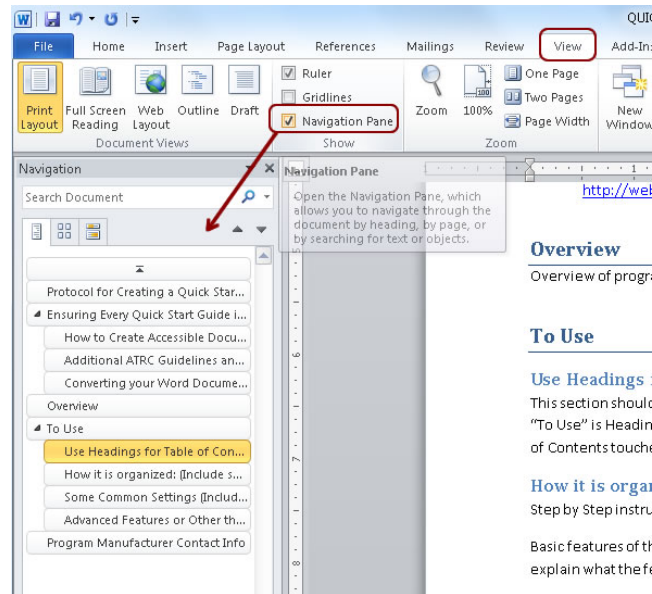 QUIC
File Home Insert Page Layout References Mailings Review View Add-Ins
Print Layout
Full Screen Reading
Web Layout
Outline
Draft
Document Views
Ruler
Gridlines
Navigation Pane
Show
Zoom
100%
One Page
Two Pages
Page Width
Zoom
New Window
Navigation
Search Document
Protocol for Creating a Quick Star...
Ensuring Every Quick Start Guide i...
How to Create Accessible Docu...
Additional ATRC Guidelines an...
Converting your Word Docume...
Overview
To Use
Use Headings for Table of Con...
How it is organized: (Include s...
Some Common Settings (Includ...
Advanced Features or Other th...
Program Manufacturer Contact Info
Navigation Pane
Open the Navigation Pane, which
allows you to navigate through the
document by heading, by page, or
by searching for text or objects.
http://we
Overview
Overview of progr
To Use
Use Headings
This section should
"To Use" is Headin
of Contents touche
How it is organ
Step by Step instru
Basic features of th
explain what the fe